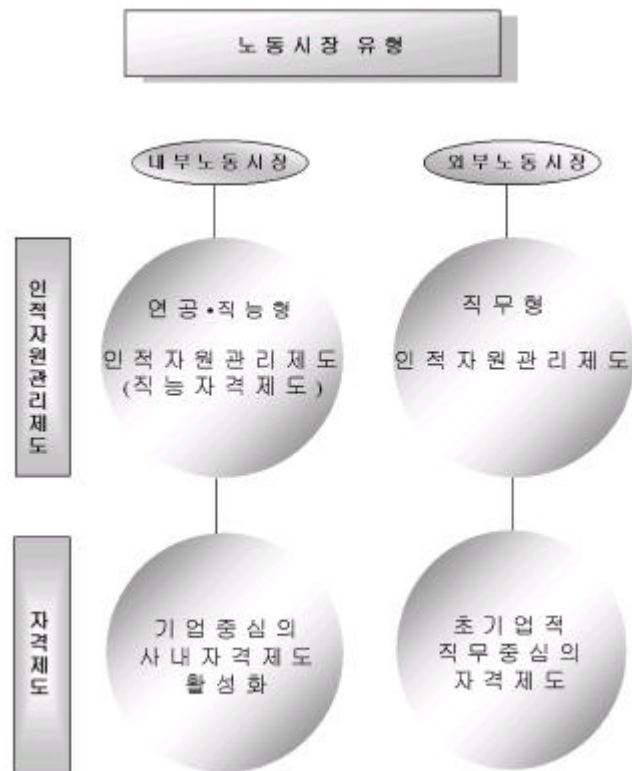 노동시장 유형
내부노동시장
외부노동시장
인적자원관리제도
연공•직능형
인적자원관리제도
(직능자격제도)
직무형
인적자원관리제도
자격제도
기업중심의
사내자격제도
활성화
초기업적
직무중심의
자격제도